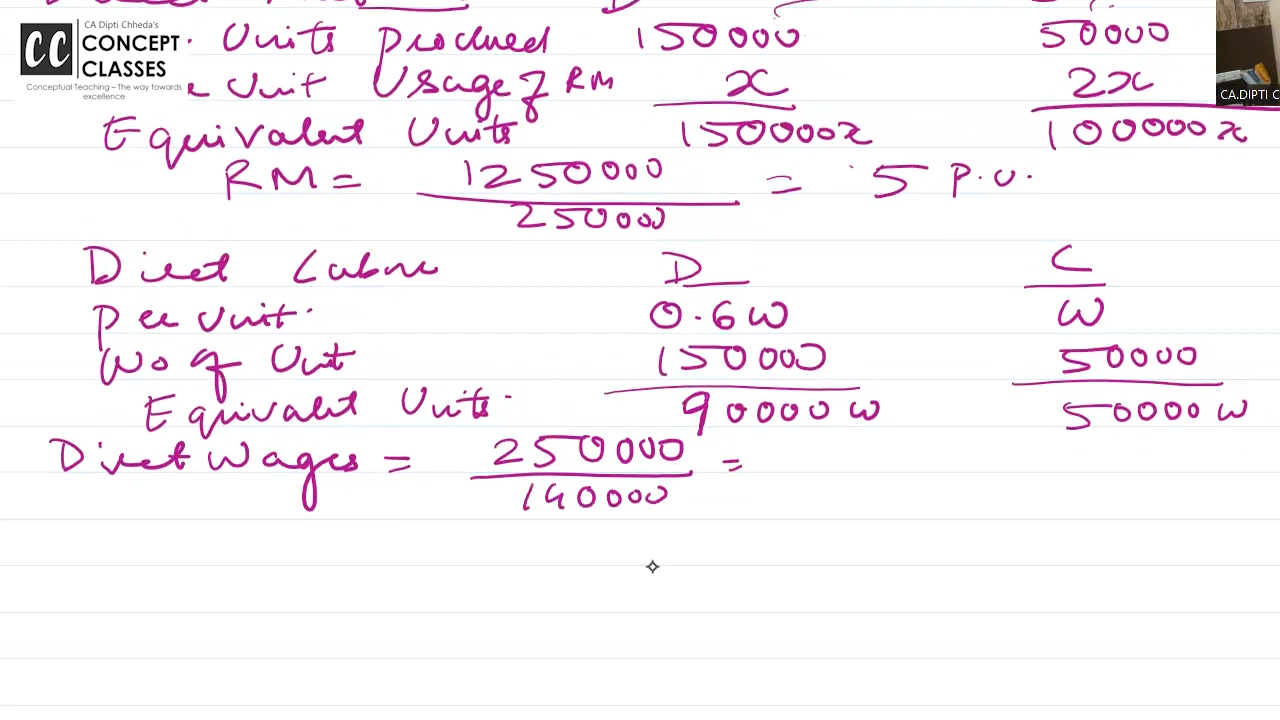 CA Dipti Chheda's
CC CONCEPT
CLASSES
Conceptual Teaching – The way towards
excellence
CA.DIPTI C
Units Produced 150000 50000
e Unit Usage of RM x 2x
Equivalent Units 150000x 100000x
RM = 1250000 / 250000 = 5 P.U.
Direct Labour D C
Per Unit. 0.6W W
No of Unit 150000 50000
Equivalent Units. 90000W 50000W
Direct Wages = 250000 / 140000 =